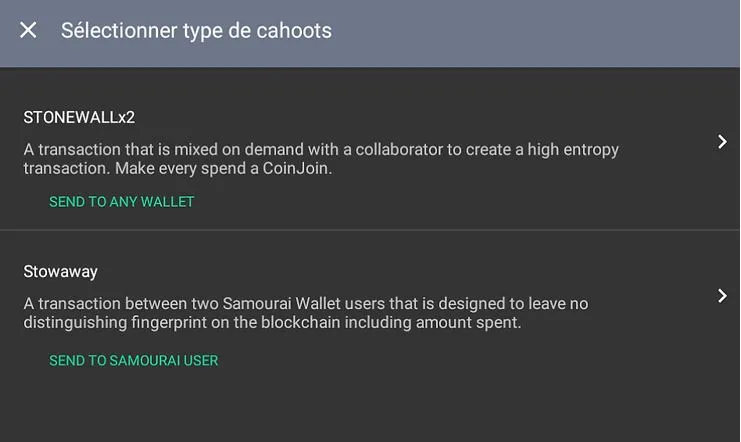 Sélectionner type de cahoots
STONEWALLx2
A transaction that is mixed on demand with a collaborator to create a high entropy
transaction. Make every spend a CoinJoin.
SEND TO ANY WALLET
Stowaway
A transaction between two Samourai Wallet users that is designed to leave no
distinguishing fingerprint on the blockchain including amount spent.
SEND TO SAMOURAI USER